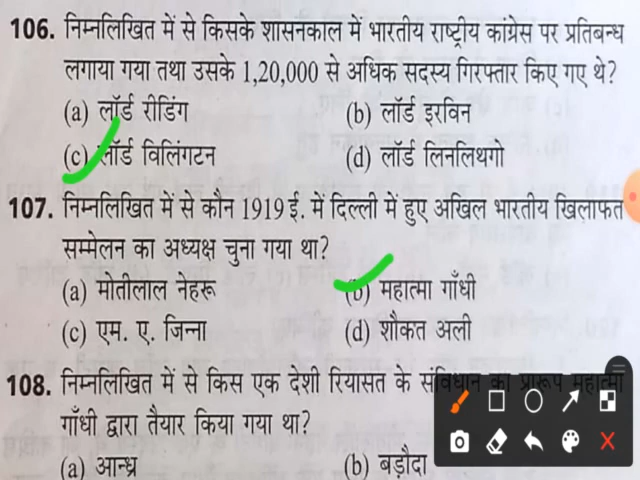 106. निम्नलिखित में से किसके शासनकाल में भारतीय राष्ट्रीय कांग्रेस पर प्रतिबन्ध
लगाया गया तथा उसके 1,20,000 से अधिक सदस्य गिरफ्तार किए गए थे?
(a) लॉर्ड रीडिंग (b) लॉर्ड इरविन
(c) लॉर्ड विलिंगटन (d) लॉर्ड लिनलिथगो
107. निम्नलिखित में से कौन 1919 ई. में दिल्ली में हुए अखिल भारतीय खिलाफत
सम्मेलन का अध्यक्ष चुना गया था?
(a) मोतीलाल नेहरू (b) महात्मा गाँधी
(c) एम. ए. जिन्ना (d) शौकत अली
108. निम्नलिखित में से किस एक देशी रियासत के संविधान का प्रारूप महात्मा
गाँधी द्वारा तैयार किया गया था?
(a) आन्ध्र (b) बड़ौदा